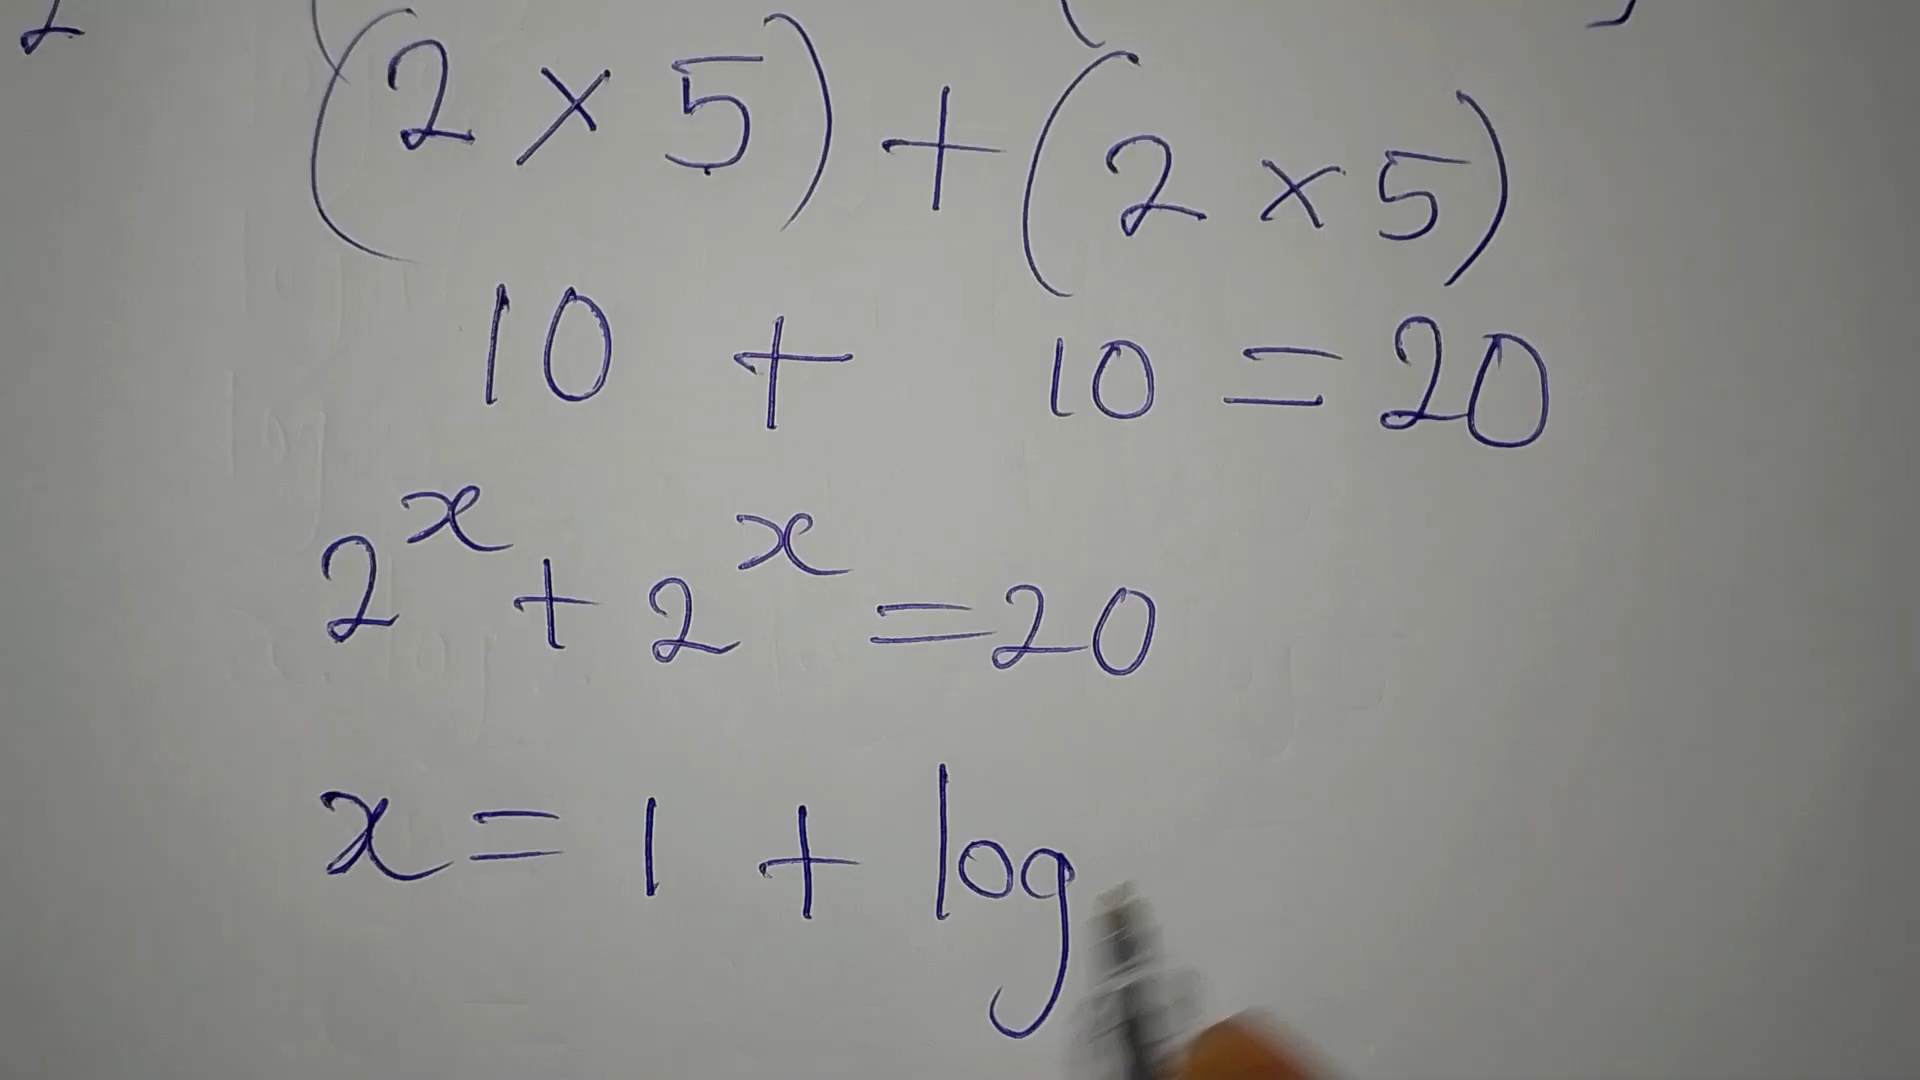 (2 × 5) + (2 × 5)
10 + 10 = 20
2^x + 2^x = 20
x = 1 + log